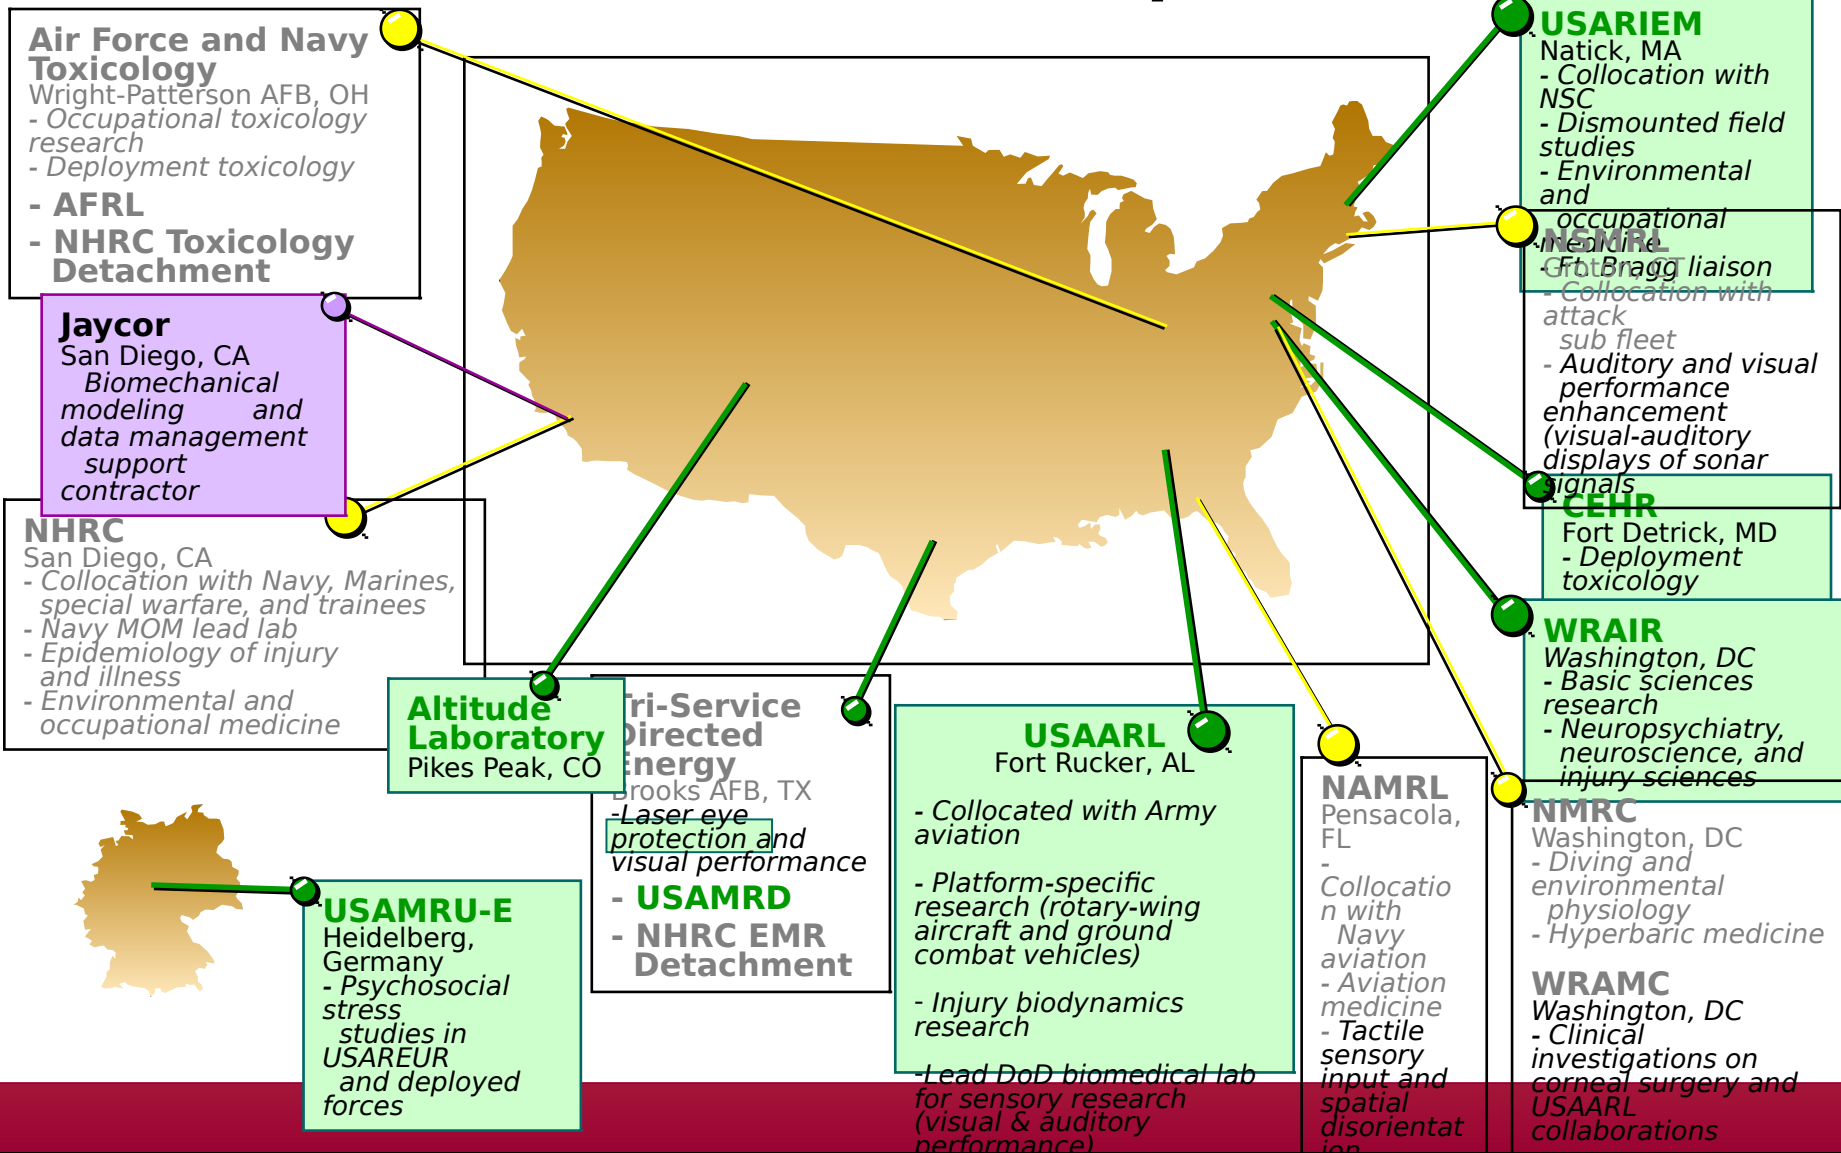 Air Force and Navy
Toxicology
Wright-Patterson AFB, OH
- Occupational toxicology
research
- Deployment toxicology
- AFRL
- NHRC Toxicology
Detachment
Jaycor
San Diego, CA
Biomechanical
modeling and
data management
support
contractor
NHRC
San Diego, CA
- Collocation with Navy, Marines,
special warfare, and trainees
- Navy MOM lead lab
- Epidemiology of injury
and illness
- Environmental and
occupational medicine
Altitude
Laboratory
Pikes Peak, CO
Tri-Service
Directed
Energy
Brooks AFB, TX
-Laser eye
protection and
visual performance
- USAMRD
- NHRC EMR
Detachment
USAMRU-E
Heidelberg,
Germany
- Psychosocial
stress
studies in
USAREUR
and deployed
forces
USAARL
Fort Rucker, AL
- Collocated with Army
aviation
- Platform-specific
research (rotary-wing
aircraft and ground
combat vehicles)
- Injury biodynamics
research
-Lead DoD biomedical lab
for sensory research
(visual & auditory
performance)
NAMRL
Pensacola,
FL
-
Collocatio
n with
Navy
aviation
- Aviation
medicine
- Tactile
sensory
input and
spatial
disorientat
ion
USARIEM
Natick, MA
- Collocation with
NSC
- Dismounted field
studies
- Environmental
and
occupational
medicine
- Ft. Bragg liaison
NSMRL
Groton, CT
- Collocation with
attack
sub fleet
- Auditory and visual
performance
enhancement
(visual-auditory
displays of sonar
signals
CEHR
Fort Detrick, MD
- Deployment
toxicology
WRAIR
Washington, DC
- Basic sciences
research
- Neuropsychiatry,
neuroscience, and
injury sciences
NMRC
Washington, DC
- Diving and
environmental
physiology
- Hyperbaric medicine
WRAMC
Washington, DC
- Clinical
investigations on
corneal surgery and
USAARL
collaborations